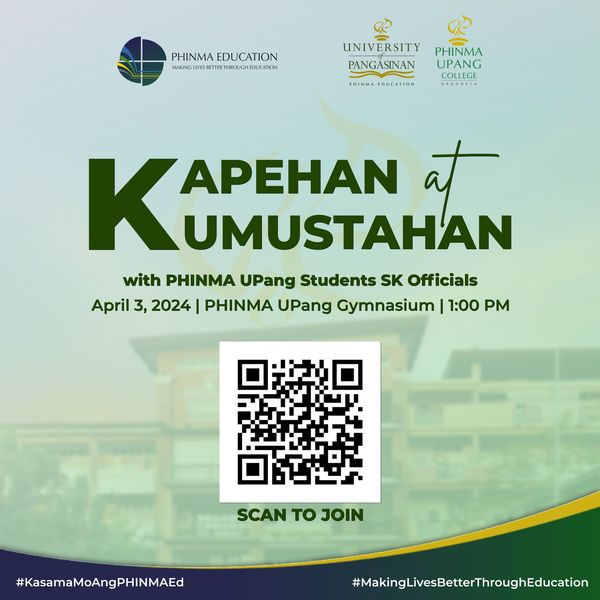 PHINMA EDUCATION
MAKING LIVES BETTER THROUGH EDUCATION
UNIVERSITY
OF
PANGASINAN
PHINMA EDUCATION
PHINMA
UPANG
COLLEGE
URDANETA
KAPEHAN at
KUMUSTAHAN
with PHINMA UPang Students SK Officials
April 3, 2024 | PHINMA UPang Gymnasium | 1:00 PM
SCAN TO JOIN
#KasamaMoAngPHINMAEd
#MakingLivesBetterThroughEducation